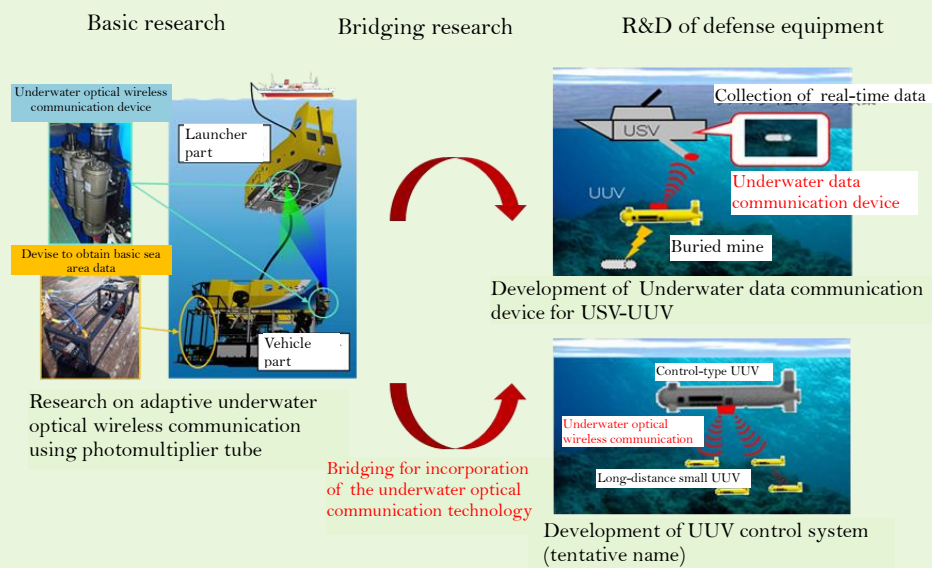 Basic research
Bridging research
R&D of defense equipment
Underwater optical wireless
communication device
Launcher
part
Devise to obtain basic sea
area data
Vehicle
part
Research on adaptive underwater
optical wireless communication
using photomultiplier tube
Bridging for incorporation
of the underwater optical
communication technology
Collection of real-time data
USV
UUV
Underwater data
communication device
Buried mine
Development of Underwater data communication
device for USV-UUV
Control-type UUV
Underwater optical
wireless communication
Long-distance small UUV
Development of UUV control system
(tentative name)